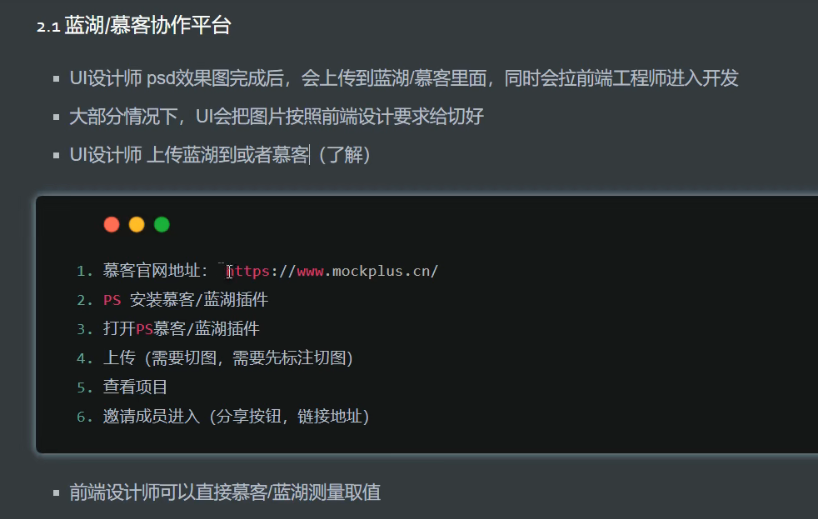 2.1 蓝湖/慕客协作平台
UI设计师 psd效果图完成后，会上传到蓝湖/慕客里面，同时会拉前端工程师进入开发
大部分情况下，UI会把图片按照前端设计要求给切好
UI设计师 上传蓝湖到或者慕客（了解）
1. 慕客官网地址： https://www.mockplus.cn/
2. PS 安装慕客/蓝湖插件
3. 打开PS慕客/蓝湖插件
4. 上传（需要切图，需要先标注切图）
5. 查看项目
6. 邀请成员进入（分享按钮，链接地址）
前端设计师可以直接慕客/蓝湖测量取值